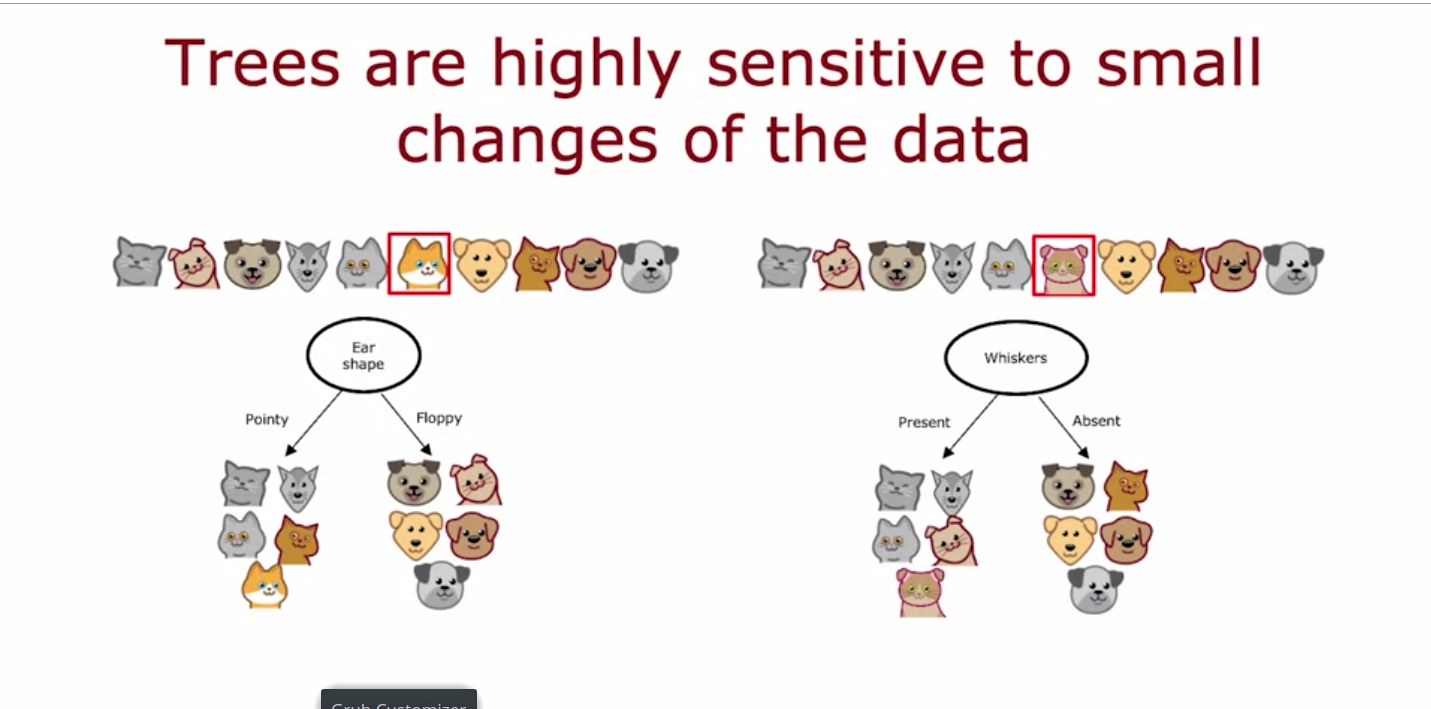 Trees are highly sensitive to small
changes of the data
Ear
shape
Pointy
Floppy
Whiskers
Present
Absent
Grub Customizer